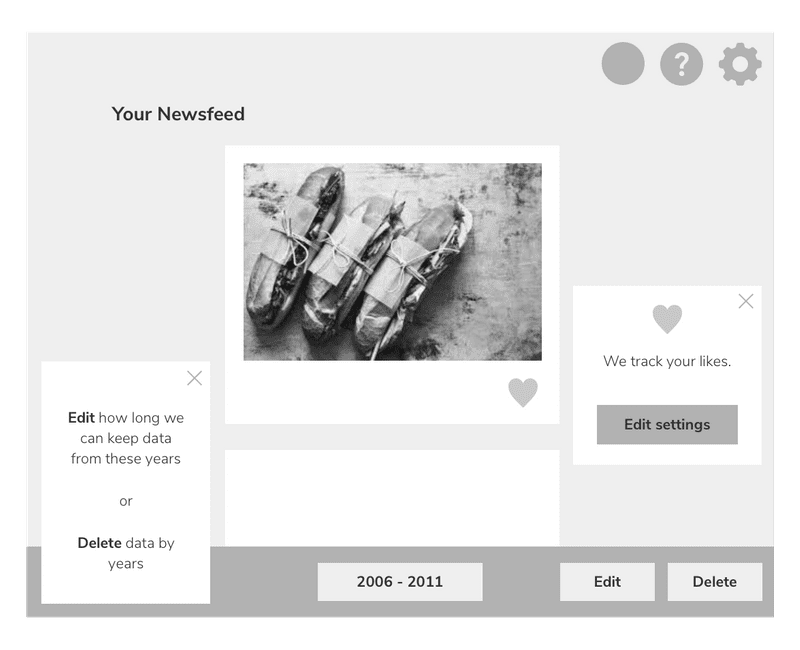 ?
Your Newsfeed
We track your likes.
Edit settings
Edit how long we
can keep data
from these years
or
Delete data by
years
2006 - 2011
Edit
Delete